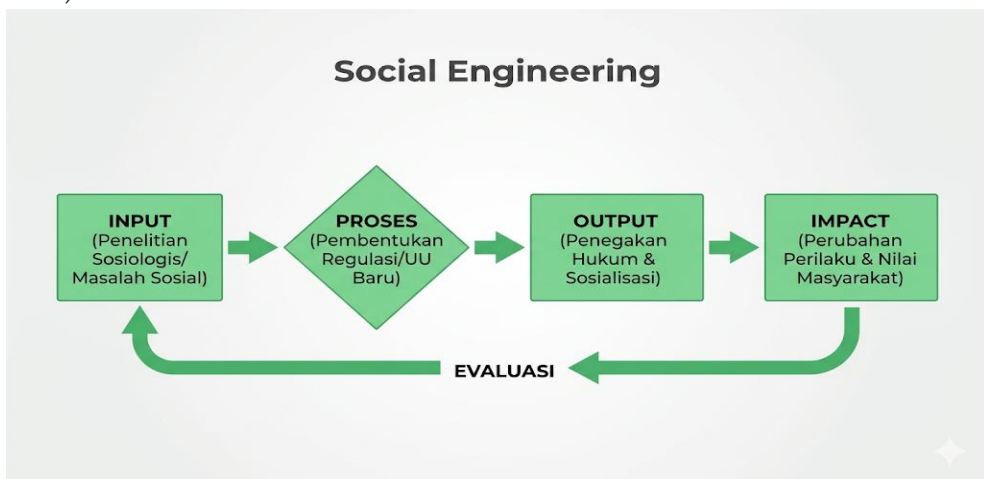 Social Engineering
INPUT
(Penelitian
Sosiologis/
Masalah Sosial)
PROSES
(Pembentukan
Regulasi/UU
Baru)
OUTPUT
(Penegakan
Hukum &
Sosialisasi)
IMPACT
(Perubahan
Perilaku & Nilai
Masyarakat)
EVALUASI